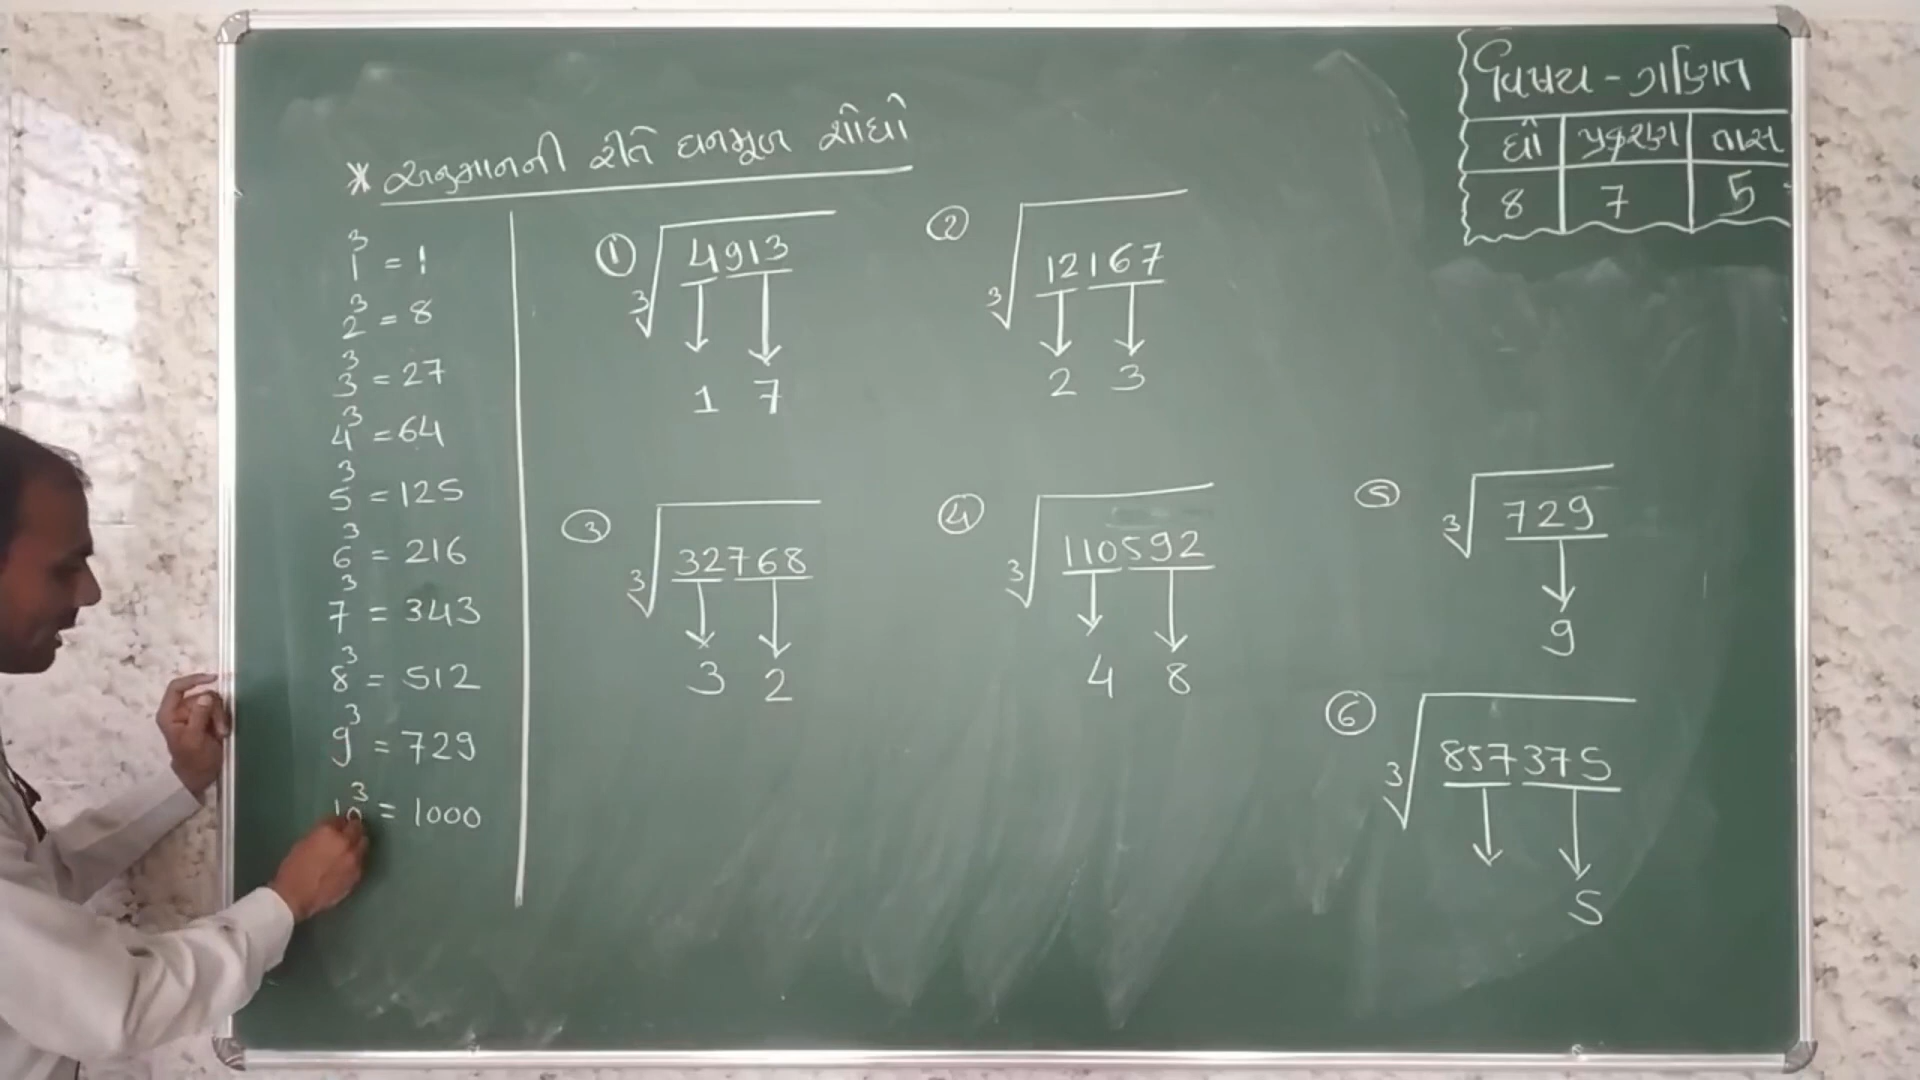 * અનુમાનની રીતે ઘનમૂળ શોધો
વિષય - ગણિત
ધો પ્રકરણ તાસ
8 7 5
1³ = 1
2³ = 8
3³ = 27
4³ = 64
5³ = 125
6³ = 216
7³ = 343
8³ = 512
9³ = 729
10³ = 1000
① ∛4913
1 7
② ∛12167
2 3
③ ∛32768
3 2
④ ∛110592
4 8
⑤ ∛729
9
⑥ ∛857375
5